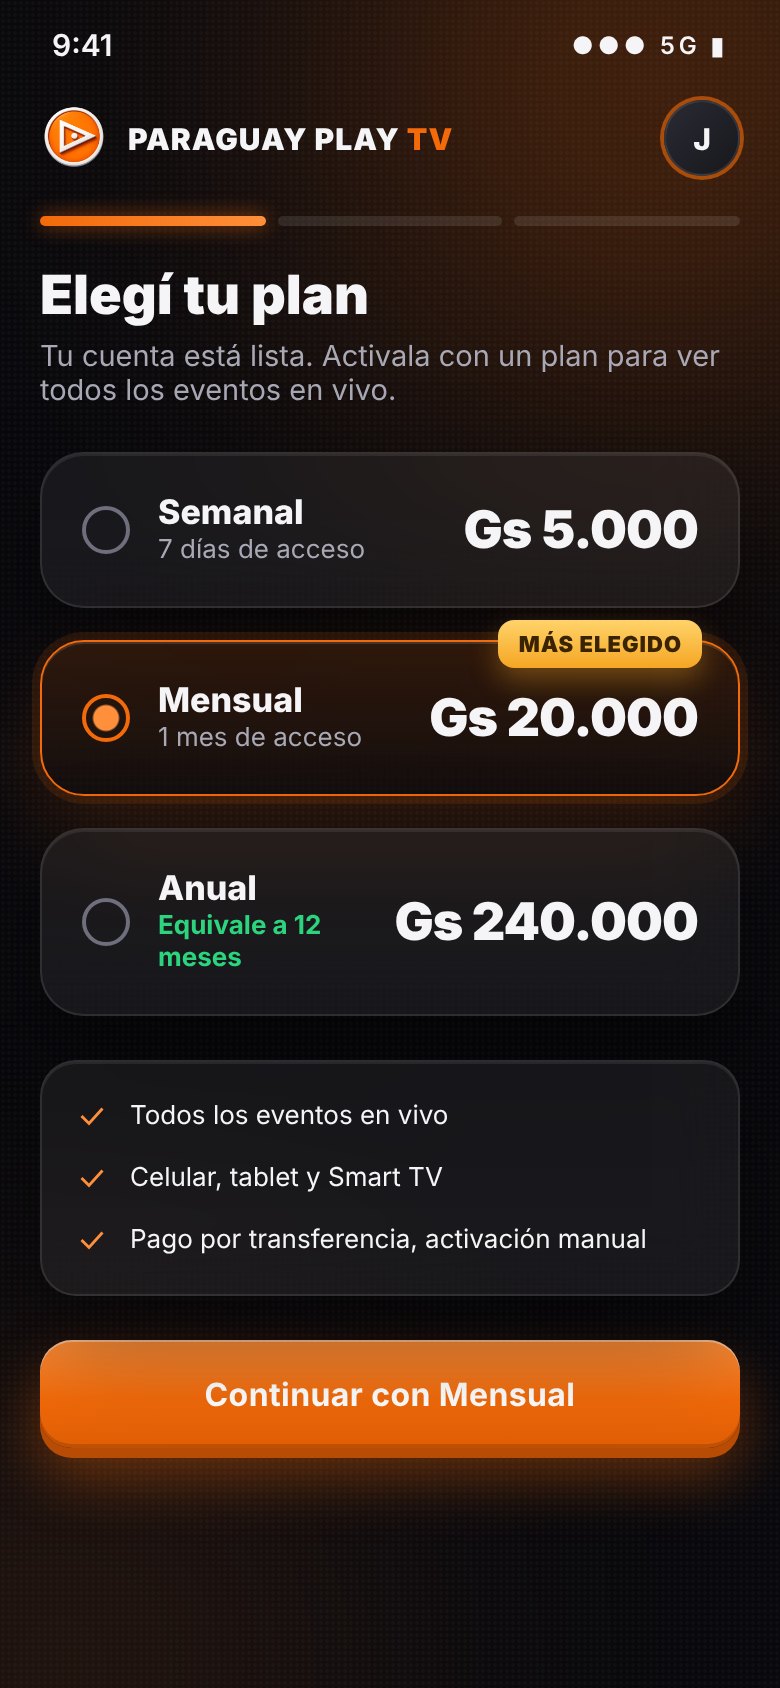 9:41
5G
PARAGUAY PLAY TV
J
Elegí tu plan
Tu cuenta está lista. Activala con un plan para ver
todos los eventos en vivo.
Semanal
7 días de acceso
Gs 5.000
MÁS ELEGIDO
Mensual
1 mes de acceso
Gs 20.000
Anual
Equivale a 12
meses
Gs 240.000
Todos los eventos en vivo
Celular, tablet y Smart TV
Pago por transferencia, activación manual
Continuar con Mensual